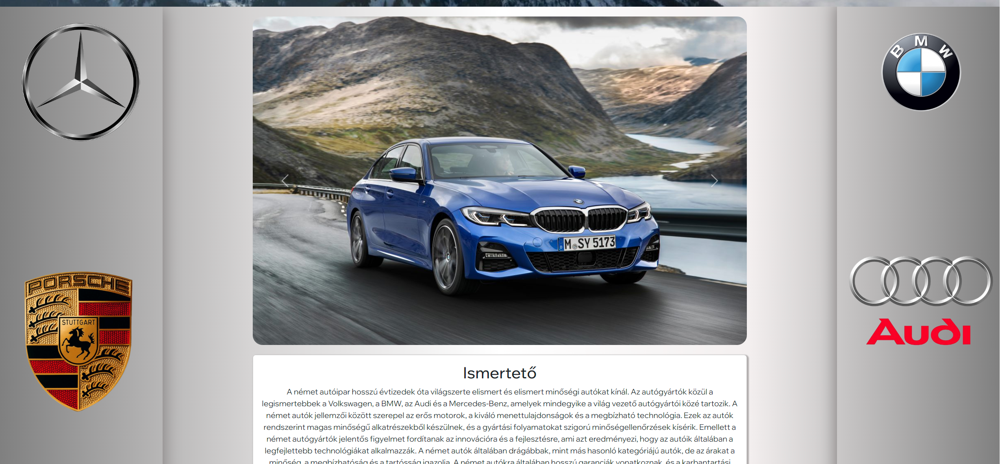 BMW
PORSCHE
STUTTGART
M SY 5173
D
Audi
Ismertető
A német autóipar hosszú évtizedek óta világszerte elismert és elismert minőségi autókat kínál. Az autógyártók közül a
legismertebbek a Volkswagen, a BMW, az Audi és a Mercedes-Benz, amelyek mindegyike a világ vezető autógyártói közé tartozik. A
német autók jellemzői között szerepel az erős motorok, a kiváló menettulajdonságok és a megbízható technológia. Ezek az autók
rendszerint magas minőségű alkatrészekből készülnek, és a gyártási folyamatokat szigorú minőségellenőrzések kísérik. Emellett a
német autógyártók jelentős figyelmet fordítanak az innovációra és a fejlesztésre, ami azt eredményezi, hogy az autóik általában a
legfejlettebb technológiákat alkalmazzák. A német autók általában drágábbak, mint más hasonló kategóriájú autók, de az árakat a
minőség, a megbízhatóság és a tartósság igazolja. A német autókra általában hosszú garanciák vonatkoznak, és a karbantartási